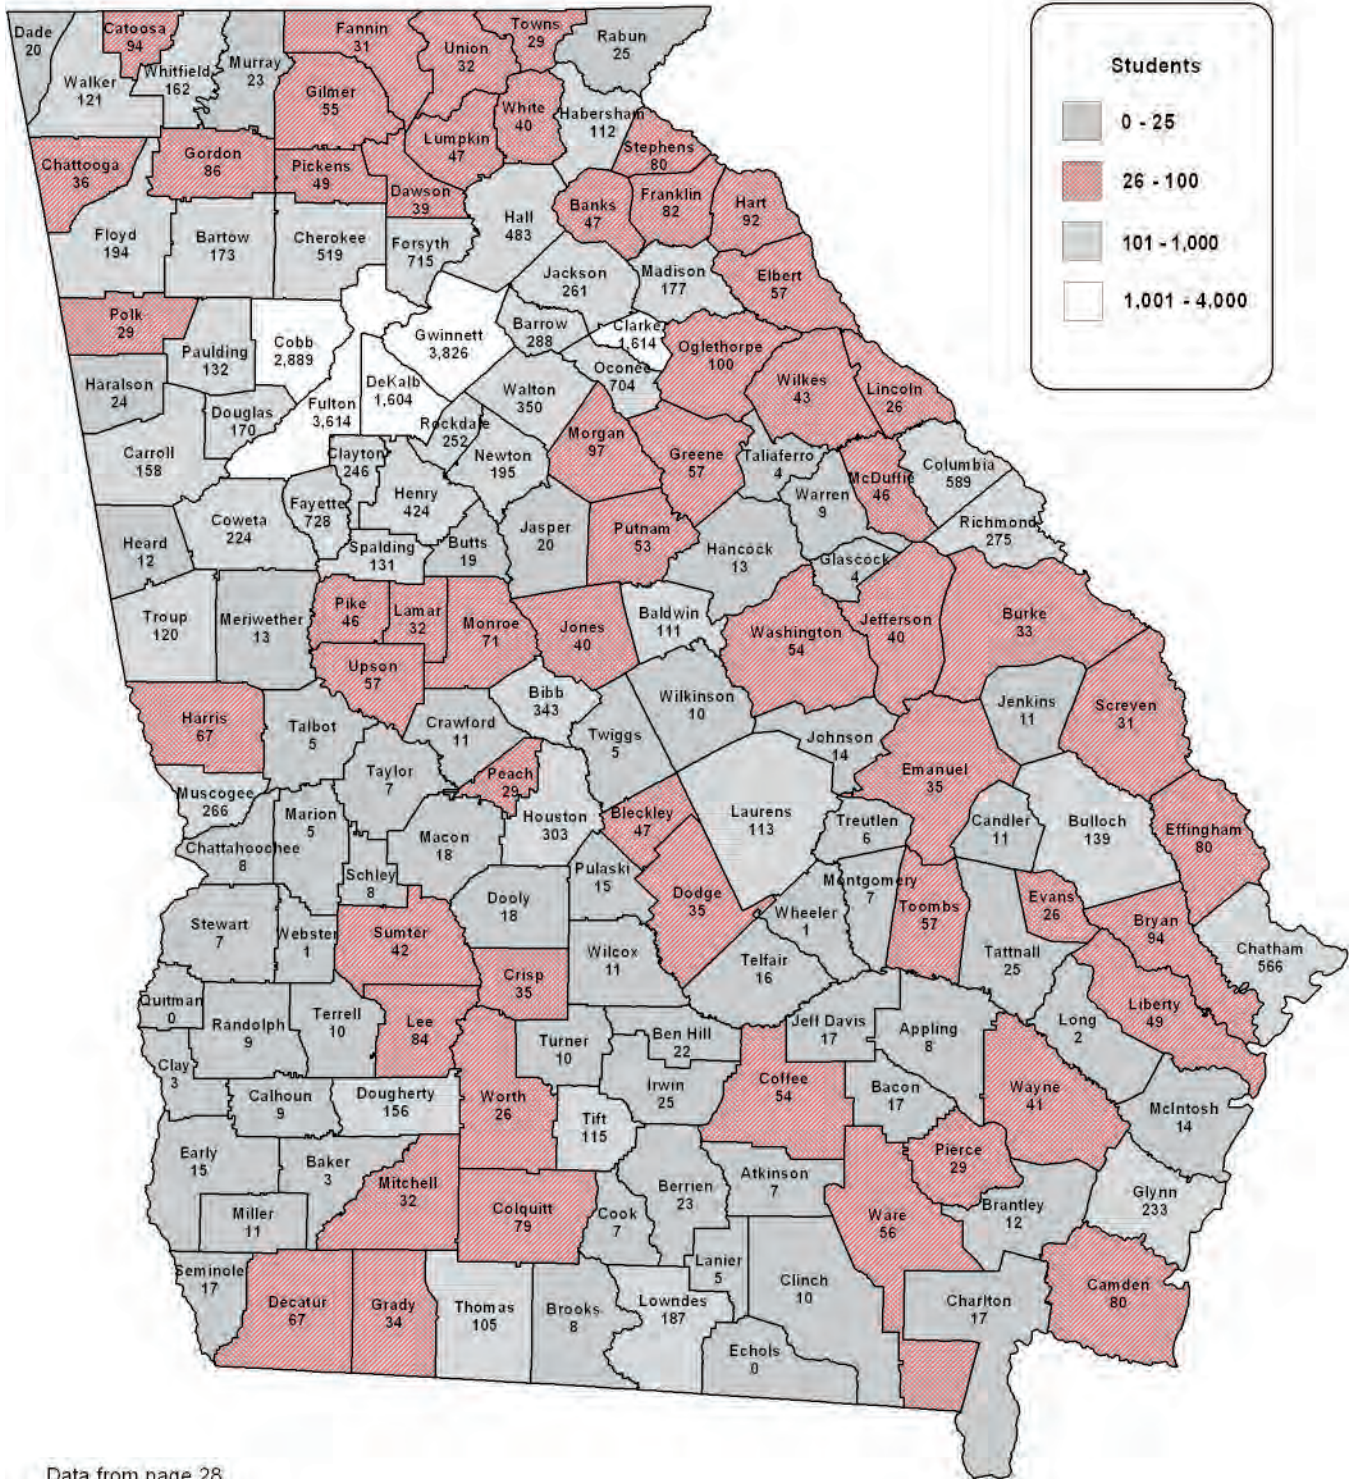 Dade
20
Catoosa
94
Walker
121
Whitfield
162
Murray
23
Fannin
31
Gilmer
55
Union
32
Towns
29
Rabun
25
White
40
Habersham
112
Lumpkin
47
Stephens
80
Chattooga
36
Gordon
86
Pickens
49
Dawson
39
Hall
483
Banks
47
Franklin
82
Hart
92
Floyd
194
Bartow
173
Cherokee
519
Forsyth
715
Jackson
261
Madison
177
Elbert
57
Polk
29
Paulding
132
Cobb
2,889
Gwinnett
3,826
Barrow
288
Clarke
1,614
Oconee
704
Oglethorpe
100
Wilkes
43
Lincoln
26
Haralson
24
Douglas
170
Fulton
3,614
DeKalb
1,604
Rockdale
252
Walton
350
Morgan
97
Greene
57
Taliaferro
4
McDuffie
46
Columbia
589
Carroll
158
Clayton
246
Newton
195
Warren
9
Richmond
275
Heard
12
Coweta
224
Fayette
728
Henry
424
Spalding
131
Butts
19
Jasper
20
Putnam
53
Hancock
13
Glascock
4
Troup
120
Meriwether
13
Pike
46
Lamar
32
Monroe
71
Jones
40
Baldwin
111
Washington
54
Jefferson
40
Burke
33
Upson
57
Harris
67
Talbot
5
Crawford
11
Bibb
343
Twiggs
5
Wilkinson
10
Johnson
14
Jenkins
11
Screven
31
Emanuel
35
Muscogee
266
Marion
5
Taylor
7
Peach
29
Houston
303
Bleckley
47
Laurens
113
Treutlen
6
Candler
11
Bulloch
139
Effingham
80
Chattahoochee
8
Schley
8
Macon
18
Pulaski
15
Dodge
35
Dooly
18
Wheeler
1
Montgomery
7
Toombs
57
Evans
26
Bryan
94
Chatham
566
Stewart
7
Webster
1
Sumter
42
Crisp
35
Wilcox
11
Telfair
16
Tattnall
25
Liberty
49
Quitman
0
Randolph
9
Terrell
10
Lee
84
Turner
10
Ben Hill
22
Jeff Davis
17
Appling
8
Long
2
Clay
3
Calhoun
9
Dougherty
156
Worth
26
Irwin
25
Coffee
54
Bacon
17
Wayne
41
McIntosh
14
Tift
115
Early
15
Baker
3
Mitchell
32
Colquitt
79
Cook
7
Berrien
23
Atkinson
7
Pierce
29
Ware
56
Brantley
12
Glynn
233
Miller
11
Seminole
17
Decatur
67
Grady
34
Thomas
105
Brooks
8
Lanier
5
Lowndes
187
Clinch
10
Echols
0
Charlton
17
Camden
80
Students
0 - 25
26 - 100
101 - 1,000
1,001 - 4,000
Data from page 28